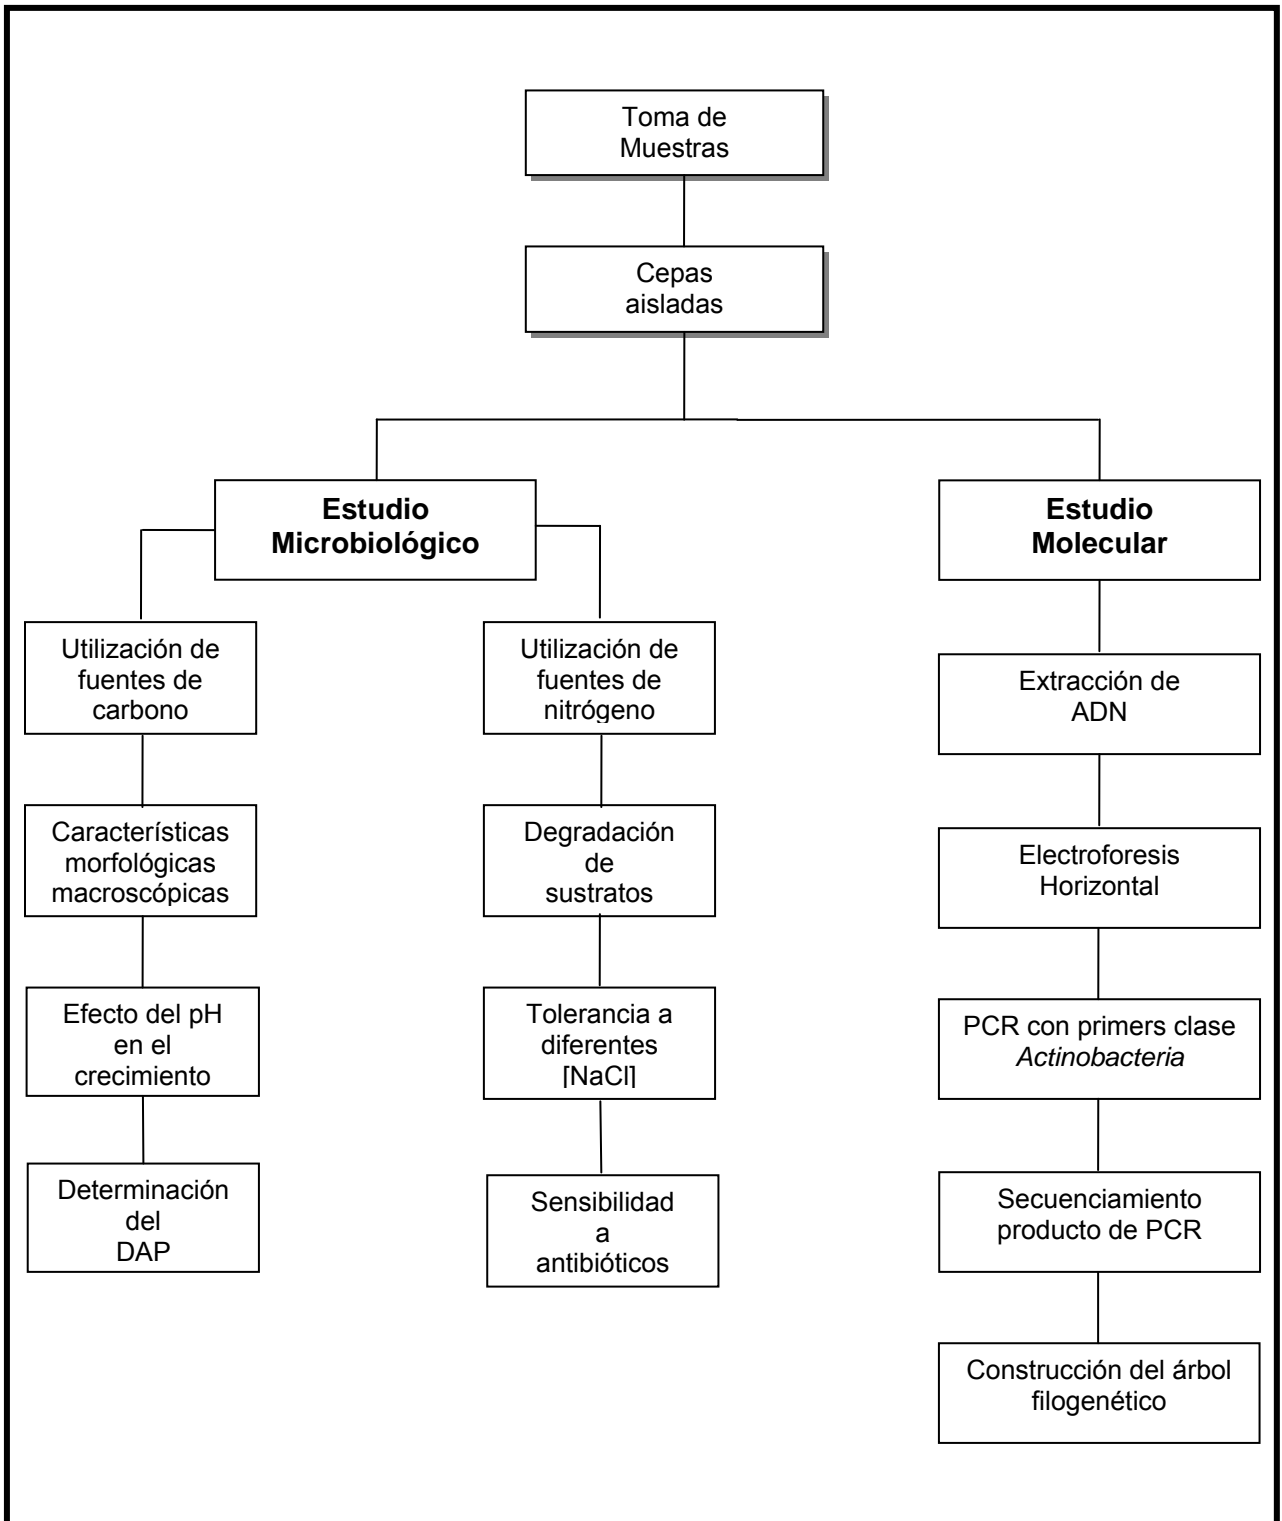 Toma de
Muestras
Cepas
aisladas
Estudio
Microbiológico
Estudio
Molecular
Utilización de
fuentes de
carbono
Utilización de
fuentes de
nitrógeno
Extracción de
ADN
Características
morfológicas
macroscópicas
Degradación
de
sustratos
Electroforesis
Horizontal
Efecto del pH
en el
crecimiento
Tolerancia a
diferentes
[NaCl]
PCR con primers clase
Actinobacteria
Determinación
del
DAP
Sensibilidad
a
antibióticos
Secuenciamiento
producto de PCR
Construcción del árbol
filogenético